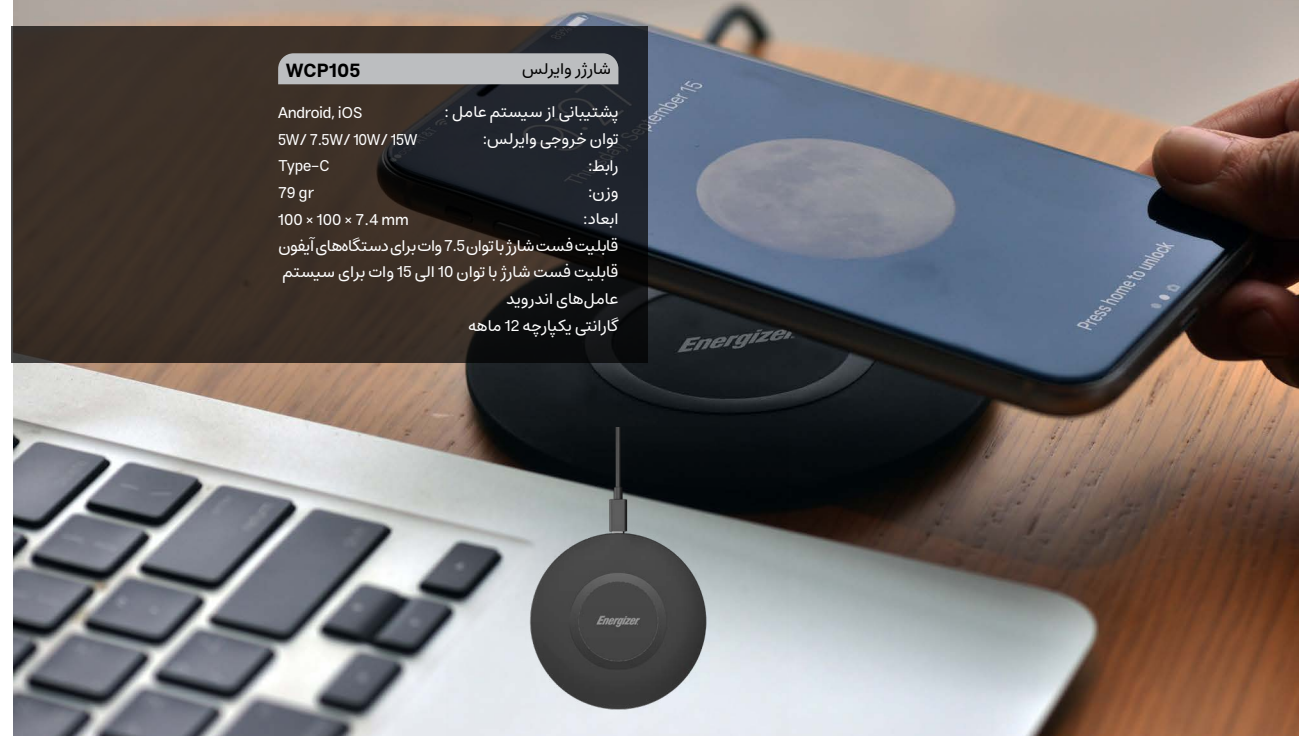 شارژر وایرلس WCP105
پشتیبانی از سیستم عامل : Android, iOS
توان خروجی وایرلس: 5W/ 7.5W/ 10W/ 15W
رابط: Type-C
وزن: 79 gr
ابعاد: 100 × 100 × 7.4 mm
قابلیت فست شارژ با توان 7.5 وات برای دستگاه‌های آیفون
قابلیت فست شارژ با توان 10 الی 15 وات برای سیستم
عامل‌های اندروید
گارانتی یکپارچه 12 ماهه
September 15
Press home to unlock
Energizer
Energizer